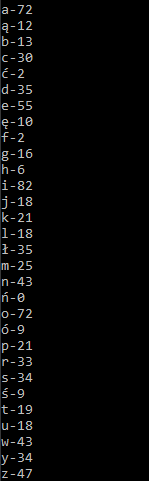 a-72
ą-12
b-13
c-30
ć-2
d-35
e-55
ę-10
f-2
g-16
h-6
i-82
j-18
k-21
l-18
ł-35
m-25
n-43
ń-0
o-72
ó-9
p-21
r-33
s-34
ś-9
t-19
u-18
w-43
y-34
z-47